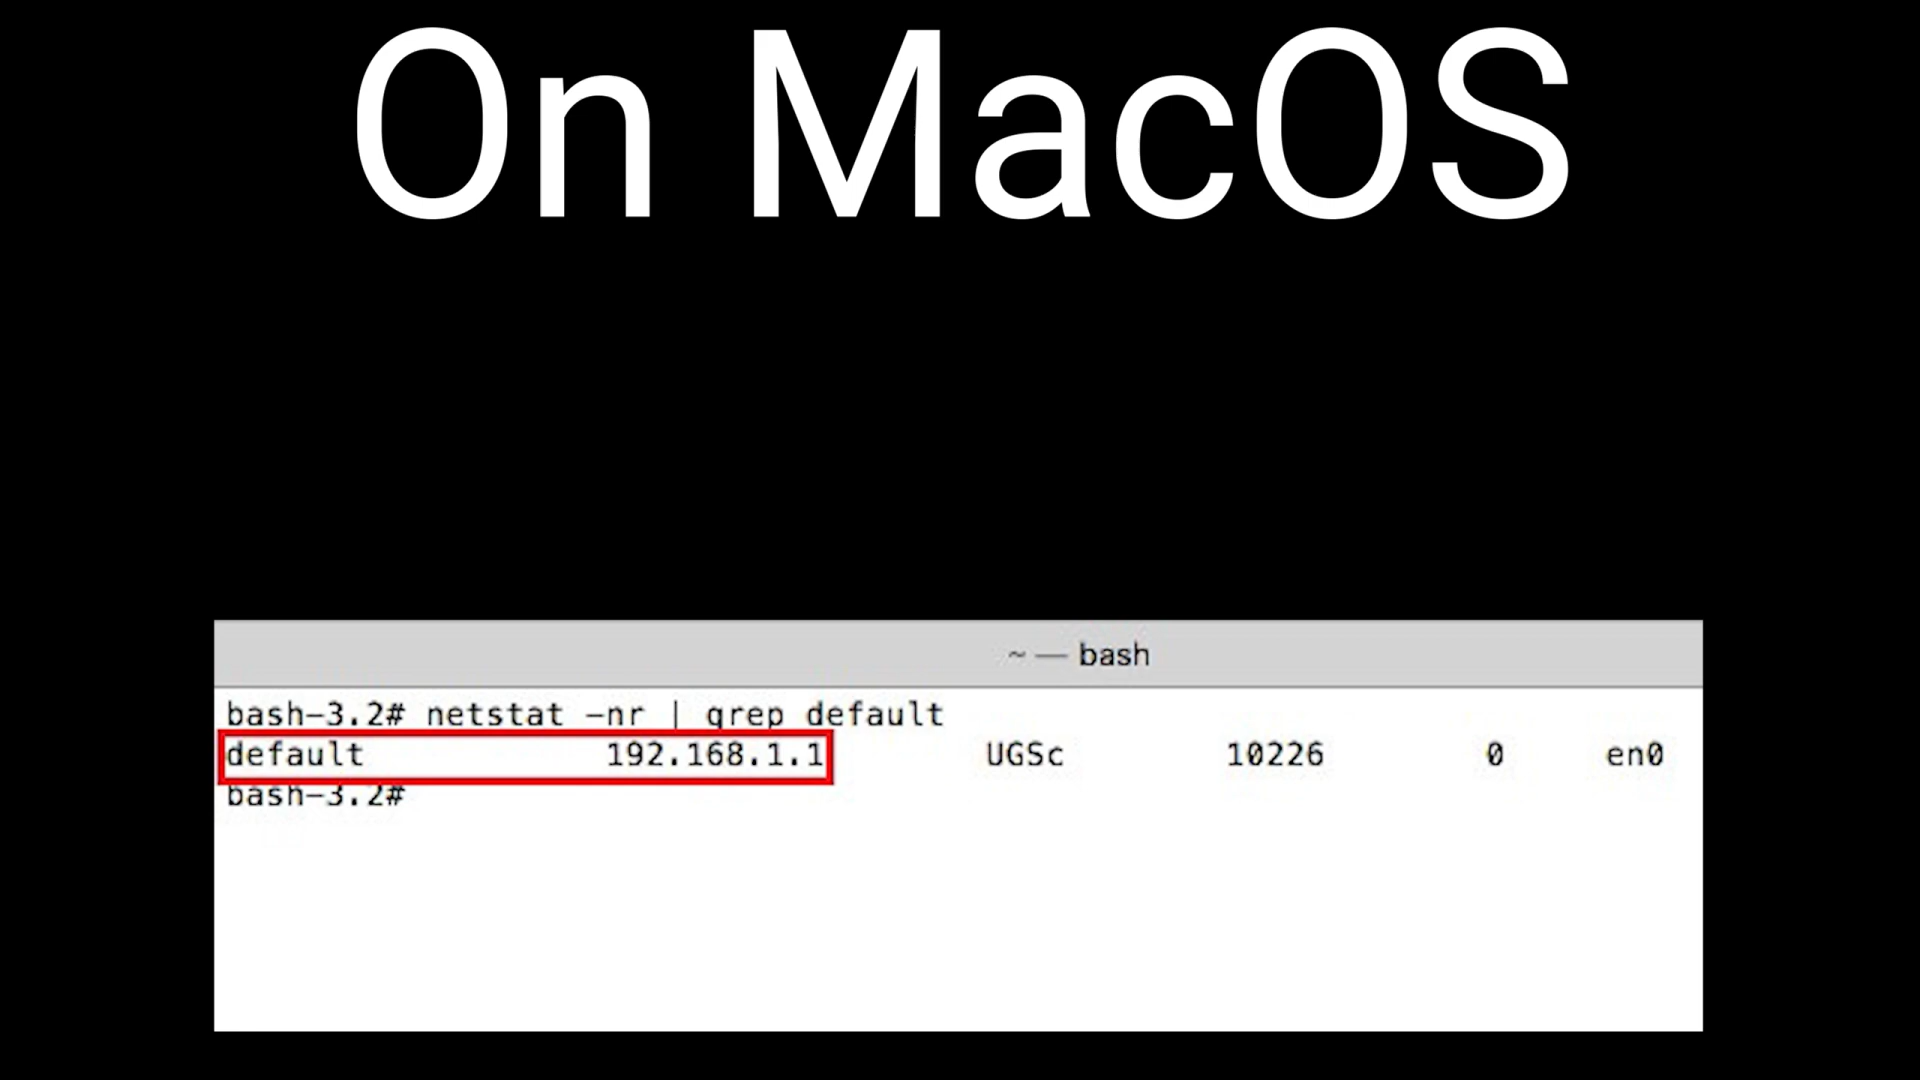 On MacOS
~ — bash
bash-3.2# netstat -nr | grep default
default 192.168.1.1 UGSc 10226 0 en0
bash-3.2#